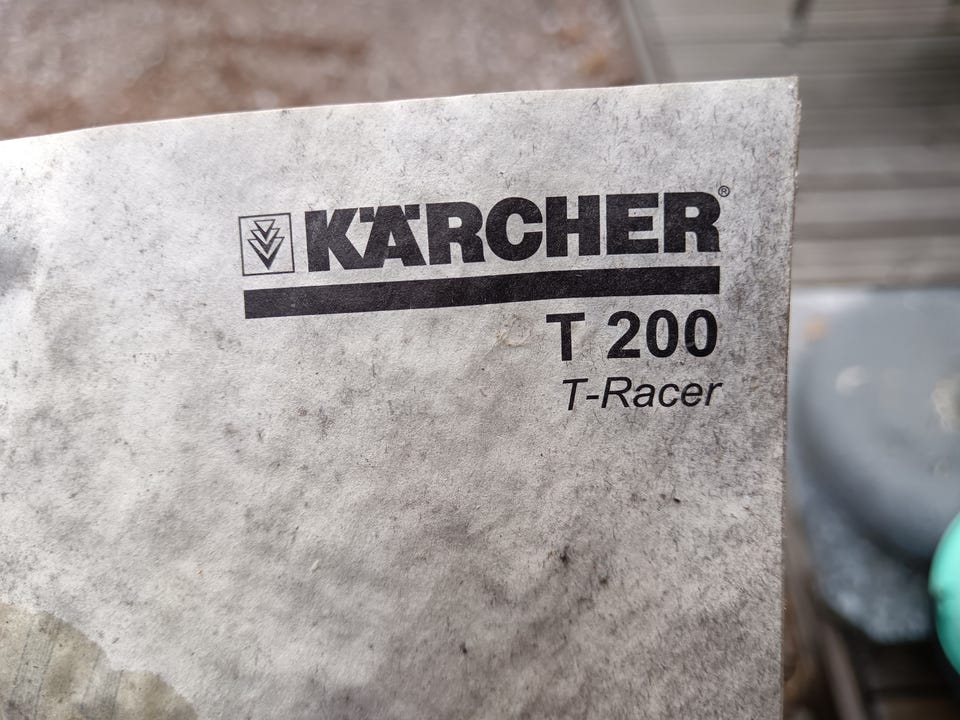 KÄRCHER®
T 200
T-Racer